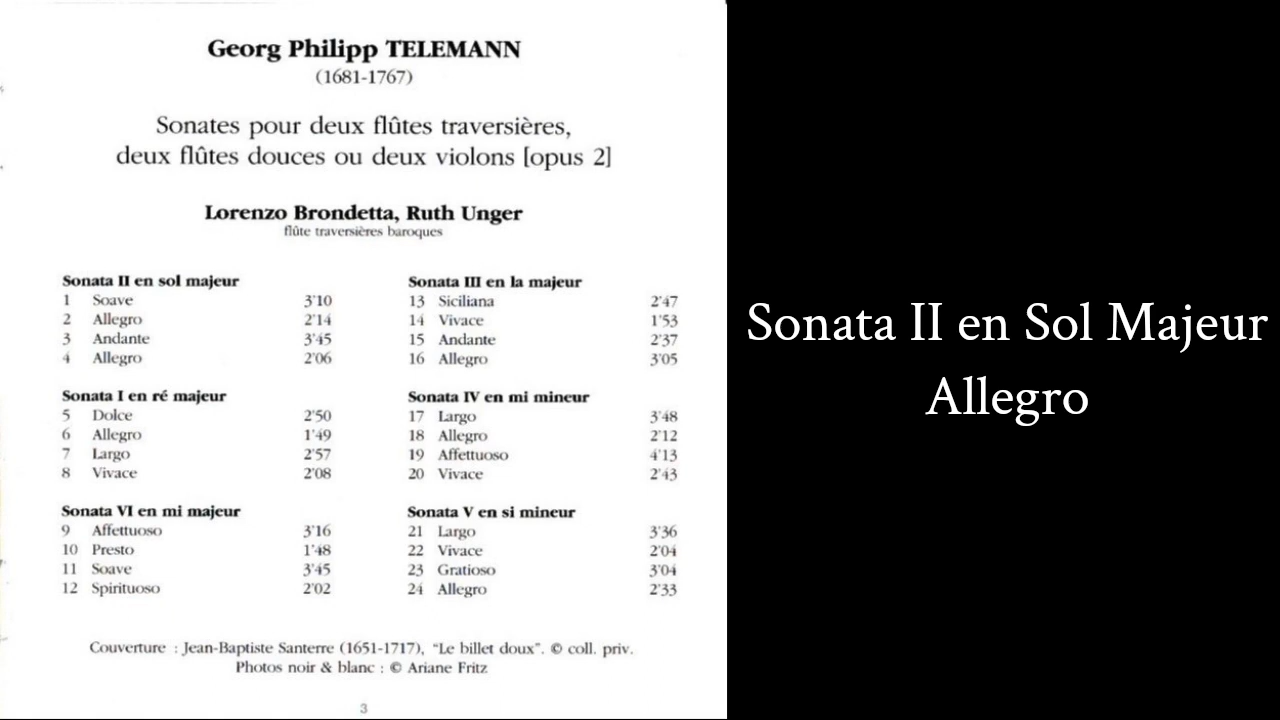 Georg Philipp TELEMANN
(1681-1767)
Sonates pour deux flûtes traversières,
deux flûtes douces ou deux violons [opus 2]
Lorenzo Brondetta, Ruth Unger
flûte traversières baroques
Sonata II en sol majeur
1 Soave 3'10
2 Allegro 2'14
3 Andante 3'45
4 Allegro 2'06
Sonata I en ré majeur
5 Dolce 2'50
6 Allegro 1'49
7 Largo 2'57
8 Vivace 2'08
Sonata VI en mi majeur
9 Affettuoso 3'16
10 Presto 1'48
11 Soave 3'45
12 Spirituoso 2'02
Sonata III en la majeur
13 Siciliana 2'47
14 Vivace 1'53
15 Andante 2'37
16 Allegro 3'05
Sonata IV en mi mineur
17 Largo 3'48
18 Allegro 2'12
19 Affettuoso 4'13
20 Vivace 2'43
Sonata V en si mineur
21 Largo 3'36
22 Vivace 2'04
23 Gratioso 3'04
24 Allegro 2'33
Couverture : Jean-Baptiste Santerre (1651-1717), "Le billet doux". © coll. priv.
Photos noir & blanc : © Ariane Fritz
3
Sonata II en Sol Majeur
Allegro